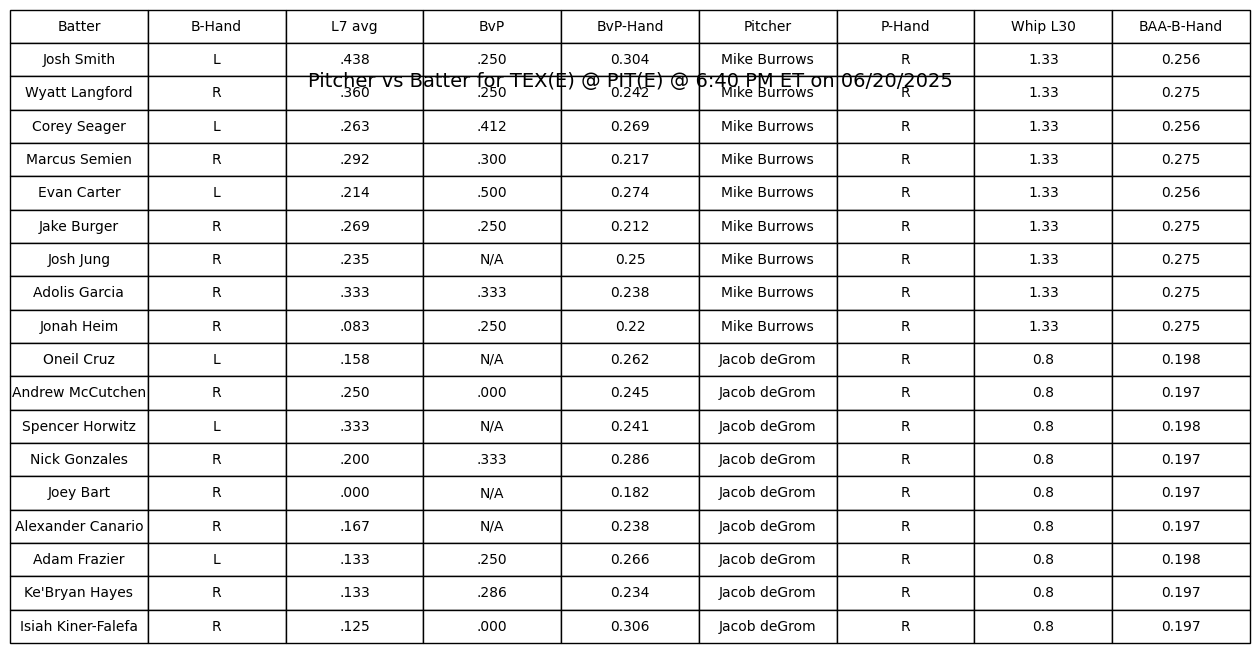 Batter B-Hand L7 avg BvP BvP-Hand Pitcher P-Hand Whip L30 BAA-B-Hand
Josh Smith L .438 .250 0.304 Mike Burrows R 1.33 0.256
Pitcher vs Batter for TEX(E) @ PIT(E) @ 6:40 PM ET on 06/20/2025
Wyatt Langford R .360 .250 0.242 Mike Burrows R 1.33 0.275
Corey Seager L .263 .412 0.269 Mike Burrows R 1.33 0.256
Marcus Semien R .292 .300 0.217 Mike Burrows R 1.33 0.275
Evan Carter L .214 .500 0.274 Mike Burrows R 1.33 0.256
Jake Burger R .269 .250 0.212 Mike Burrows R 1.33 0.275
Josh Jung R .235 N/A 0.25 Mike Burrows R 1.33 0.275
Adolis Garcia R .333 .333 0.238 Mike Burrows R 1.33 0.275
Jonah Heim R .083 .250 0.22 Mike Burrows R 1.33 0.275
Oneil Cruz L .158 N/A 0.262 Jacob deGrom R 0.8 0.198
Andrew McCutchen R .250 .000 0.245 Jacob deGrom R 0.8 0.197
Spencer Horwitz L .333 N/A 0.241 Jacob deGrom R 0.8 0.198
Nick Gonzales R .200 .333 0.286 Jacob deGrom R 0.8 0.197
Joey Bart R .000 N/A 0.182 Jacob deGrom R 0.8 0.197
Alexander Canario R .167 N/A 0.238 Jacob deGrom R 0.8 0.197
Adam Frazier L .133 .250 0.266 Jacob deGrom R 0.8 0.198
Ke'Bryan Hayes R .133 .286 0.234 Jacob deGrom R 0.8 0.197
Isiah Kiner-Falefa R .125 .000 0.306 Jacob deGrom R 0.8 0.197